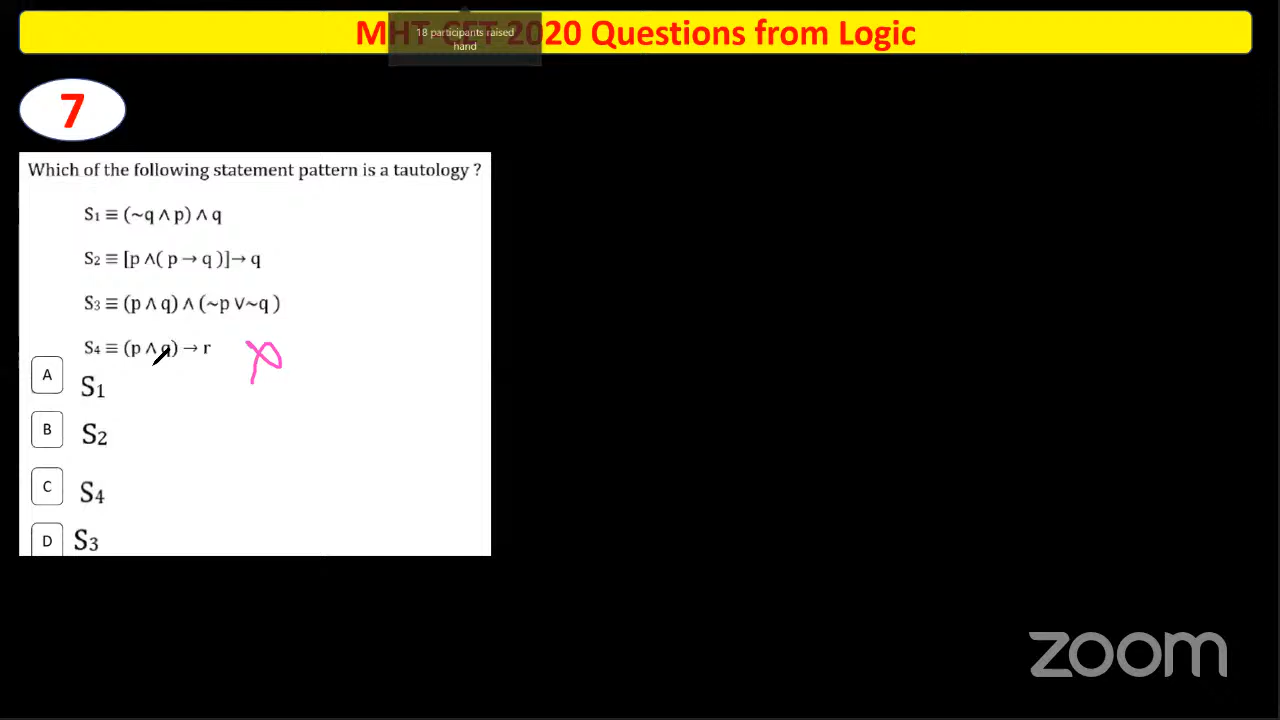 MHT-CET 2020 Questions from Logic
18 participants raised
hand
7
Which of the following statement pattern is a tautology ?
S₁ ≡ (~q ∧ p) ∧ q
S₂ ≡ [p ∧( p → q )]→ q
S₃ ≡ (p ∧ q) ∧ (~p ∨~q )
S₄ ≡ (p ∧ q) → r
A S₁
B S₂
C S₄
D S₃
zoom